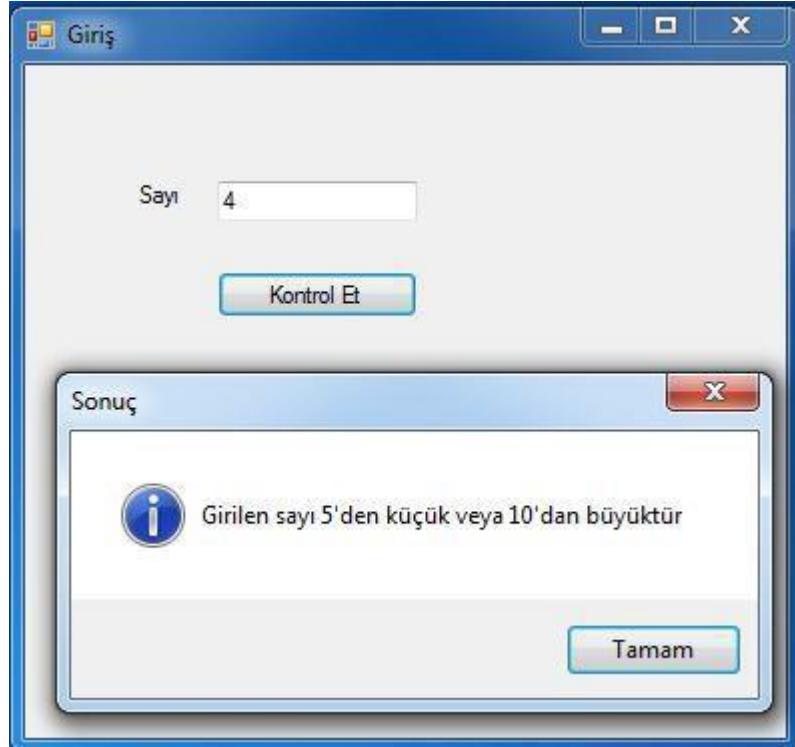 Giriş
Sayı 4
Kontrol Et
Sonuç
Girilen sayı 5'den küçük veya 10'dan büyüktür
Tamam